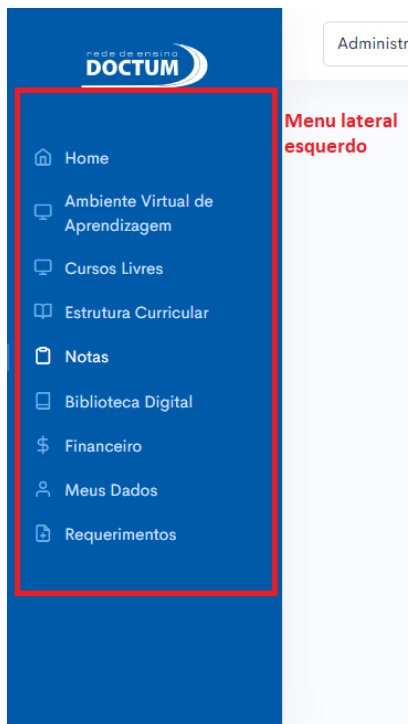 rede de ensino
DOCTUM
Administr
Menu lateral
esquerdo
Home
Ambiente Virtual de
Aprendizagem
Cursos Livres
Estrutura Curricular
Notas
Biblioteca Digital
Financeiro
Meus Dados
Requerimentos